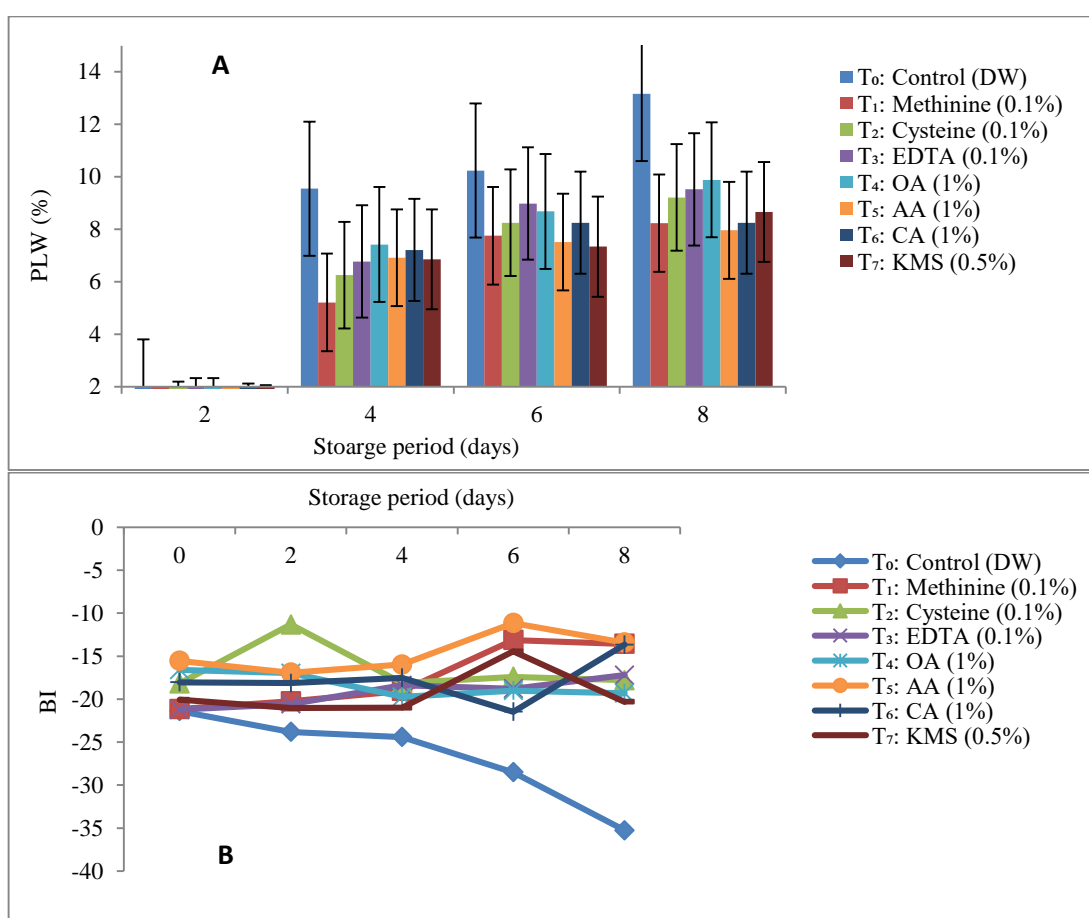 A
PLW (%)
14
12
10
8
6
4
2
2 4 6 8
Stoarge period (days)
T₀: Control (DW)
T₁: Methinine (0.1%)
T₂: Cysteine (0.1%)
T₃: EDTA (0.1%)
T₄: OA (1%)
T₅: AA (1%)
T₆: CA (1%)
T₇: KMS (0.5%)
Storage period (days)
0 2 4 6 8
BI
0
-5
-10
-15
-20
-25
-30
-35
-40
B
T₀: Control (DW)
T₁: Methinine (0.1%)
T₂: Cysteine (0.1%)
T₃: EDTA (0.1%)
T₄: OA (1%)
T₅: AA (1%)
T₆: CA (1%)
T₇: KMS (0.5%)